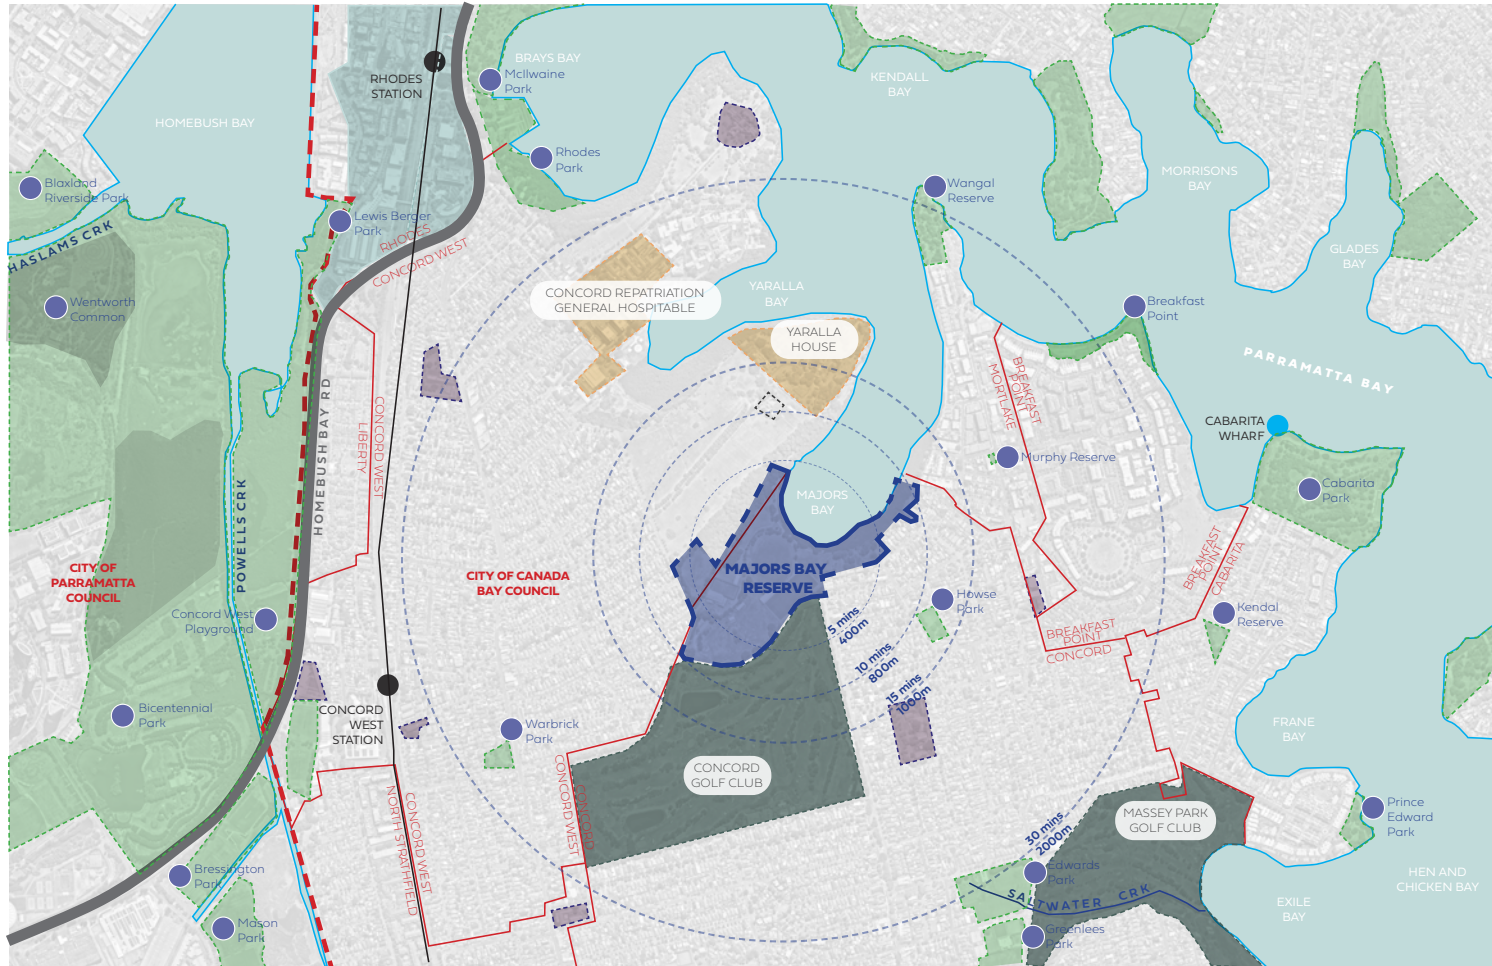 BRAYS BAY
RHODES
STATION
McIlwaine
Park
KENDALL
BAY
HOMEBUSH BAY
Rhodes
Park
MORRISONS
BAY
Blaxland
Riverside Park
Wangal
Reserve
Lewis Berger
Park
RHODES
CONCORD WEST
HASLAMS CRK
GLADES
BAY
Wentworth
Common
CONCORD REPATRIATION
GENERAL HOSPITABLE
YARALLA
BAY
Breakfast
Point
YARALLA
HOUSE
PARRAMATTA BAY
BREAKFAST
POINT
MORTLAKE
HOMEBUSH BAY RD
CONCORD WEST
LIBERTY
CABARITA
WHARF
Murphy Reserve
Cabarita
Park
MAJORS
BAY
POWELLS CRK
CITY OF
PARRAMATTA
COUNCIL
CITY OF CANADA
BAY COUNCIL
MAJORS BAY
RESERVE
BREAKFAST
POINT
CABARITA
Howse
Park
Kendal
Reserve
Concord West
Playground
5 mins
400m
BREAKFAST
POINT
CONCORD
10 mins
800m
15 mins
1000m
Bicentennial
Park
CONCORD
WEST
STATION
Warbrick
Park
FRANE
BAY
CONCORD
GOLF CLUB
CONCORD
CONCORD WEST
CONCORD WEST
NORTH STRATHFIELD
MASSEY PARK
GOLF CLUB
Prince
Edward
Park
30 mins
2000m
Bressington
Park
Edwards
Park
HEN AND
CHICKEN BAY
SALTWATER CRK
EXILE
BAY
Mason
Park
Greenlees
Park